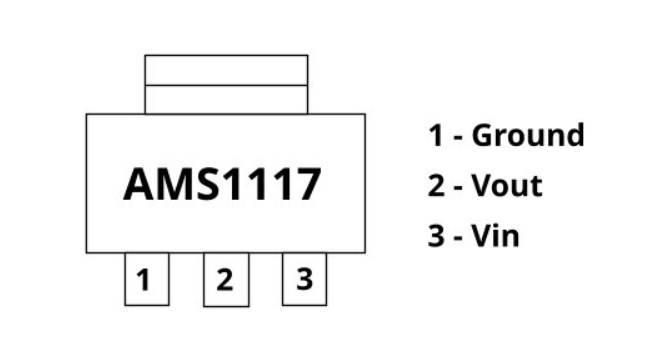 AMS1117
1 2 3
1 - Ground
2 - Vout
3 - Vin